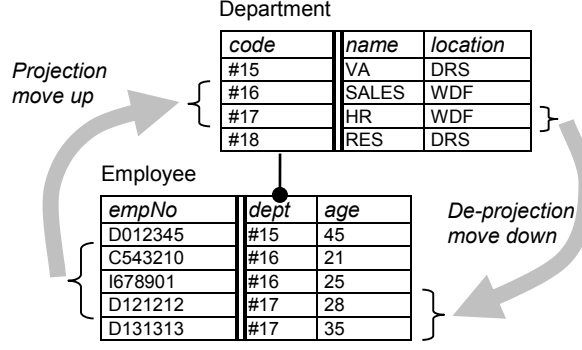 Department
code name location
#15 VA DRS
#16 SALES WDF
#17 HR WDF
#18 RES DRS
Projection
move up
Employee
empNo dept age
D012345 #15 45
C543210 #16 21
I678901 #16 25
D121212 #17 28
D131313 #17 35
De-projection
move down